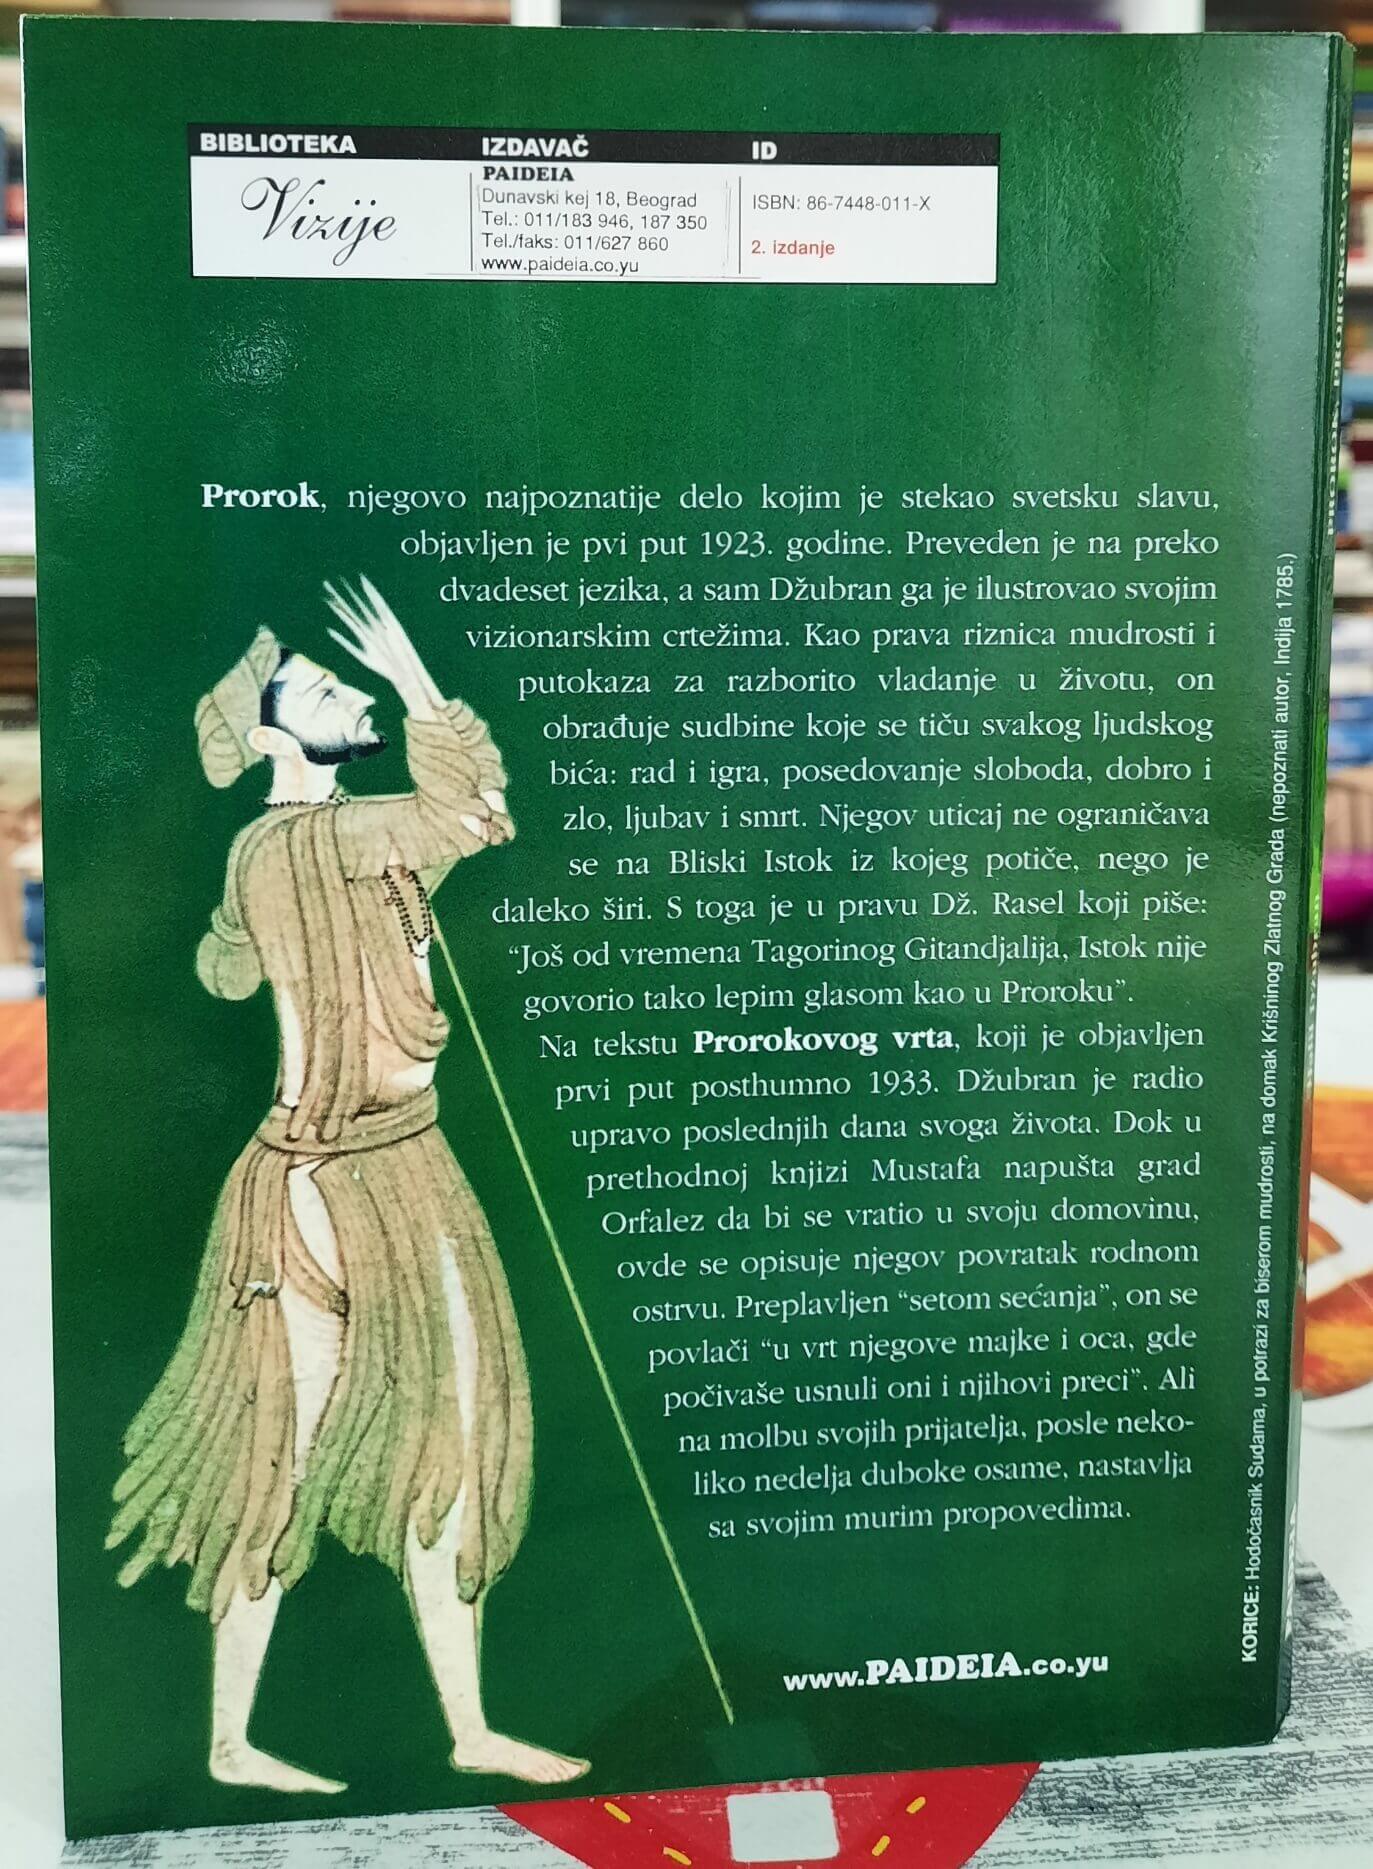 BIBLIOTEKA
Vizije
IZDAVAČ
PAIDEIA
Dunavski kej 18, Beograd
Tel.: 011/183 946, 187 350
Tel./faks: 011/627 860
www.paideia.co.yu
ID
ISBN: 86-7448-011-X
2. izdanje
Prorok, njegovo najpoznatije delo kojim je stekao svetsku slavu,
objavljen je pvi put 1923. godine. Preveden je na preko
dvadeset jezika, a sam Džubran ga je ilustrovao svojim
vizionarskim crtežima. Kao prava riznica mudrosti i
putokaza za razborito vladanje u životu, on
obrađuje sudbine koje se tiču svakog ljudskog
bića: rad i igra, posedovanje sloboda, dobro i
zlo, ljubav i smrt. Njegov uticaj ne ograničava
se na Bliski Istok iz kojeg potiče, nego je
daleko širi. S toga je u pravu Dž. Rasel koji piše:
“Još od vremena Tagorinog Gitandjalija, Istok nije
govorio tako lepim glasom kao u Proroku”.
Na tekstu Prorokovog vrta, koji je objavljen
prvi put posthumno 1933. Džubran je radio
upravo poslednjih dana svoga života. Dok u
prethodnoj knjizi Mustafa napušta grad
Orfalez da bi se vratio u svoju domovinu,
ovde se opisuje njegov povratak rodnom
ostrvu. Preplavljen “setom sećanja”, on se
povlači “u vrt njegove majke i oca, gde
počivaše usnuli oni i njihovi preci”. Ali
na molbu svojih prijatelja, posle neko-
liko nedelja duboke osame, nastavlja
sa svojim murim propovedima.
www.PAIDEIA.co.yu
KORICE: Hodočasnik Sudama, u potrazi za biserom mudrosti, na domak Krišninog Zlatnog Grada (nepoznati autor, Indija 1785.)
PROROK, PROROKOV VRT